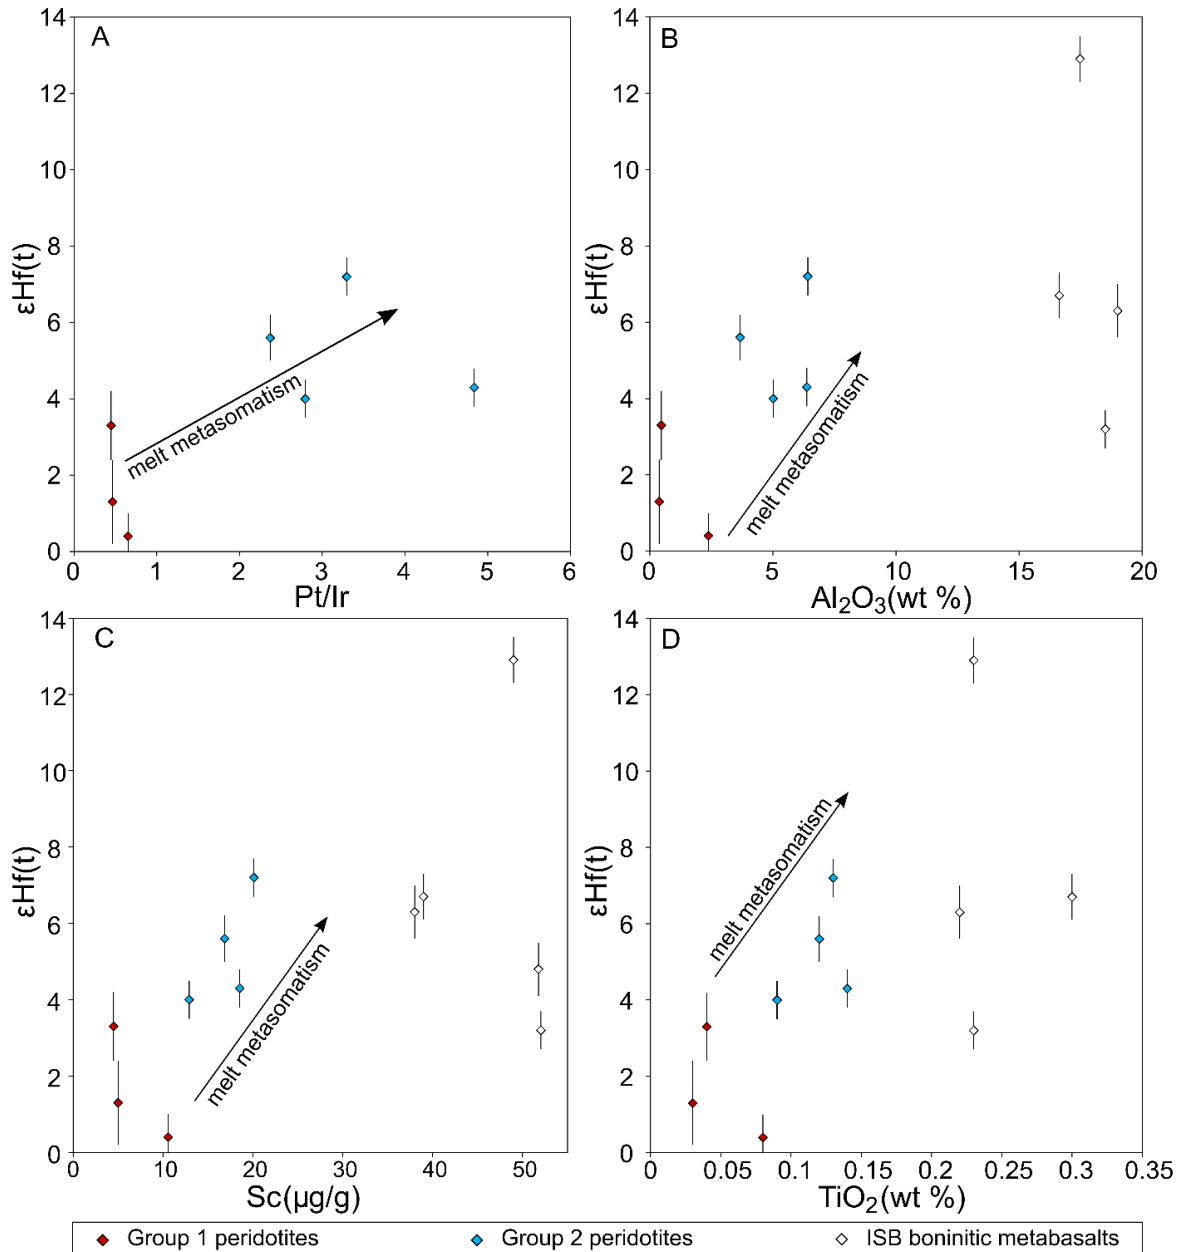 A
14
12
10
8
6
4
2
0
εHf(t)
melt metasomatism
0 1 2 3 4 5 6
Pt/Ir
B
14
12
10
8
6
4
2
0
εHf(t)
melt metasomatism
0 5 10 15 20
Al₂O₃(wt %)
C
14
12
10
8
6
4
2
0
εHf(t)
melt metasomatism
0 10 20 30 40 50
Sc(µg/g)
D
14
12
10
8
6
4
2
0
εHf(t)
melt metasomatism
0 0.05 0.1 0.15 0.2 0.25 0.3 0.35
TiO₂(wt %)
Group 1 peridotites Group 2 peridotites ISB boninitic metabasalts